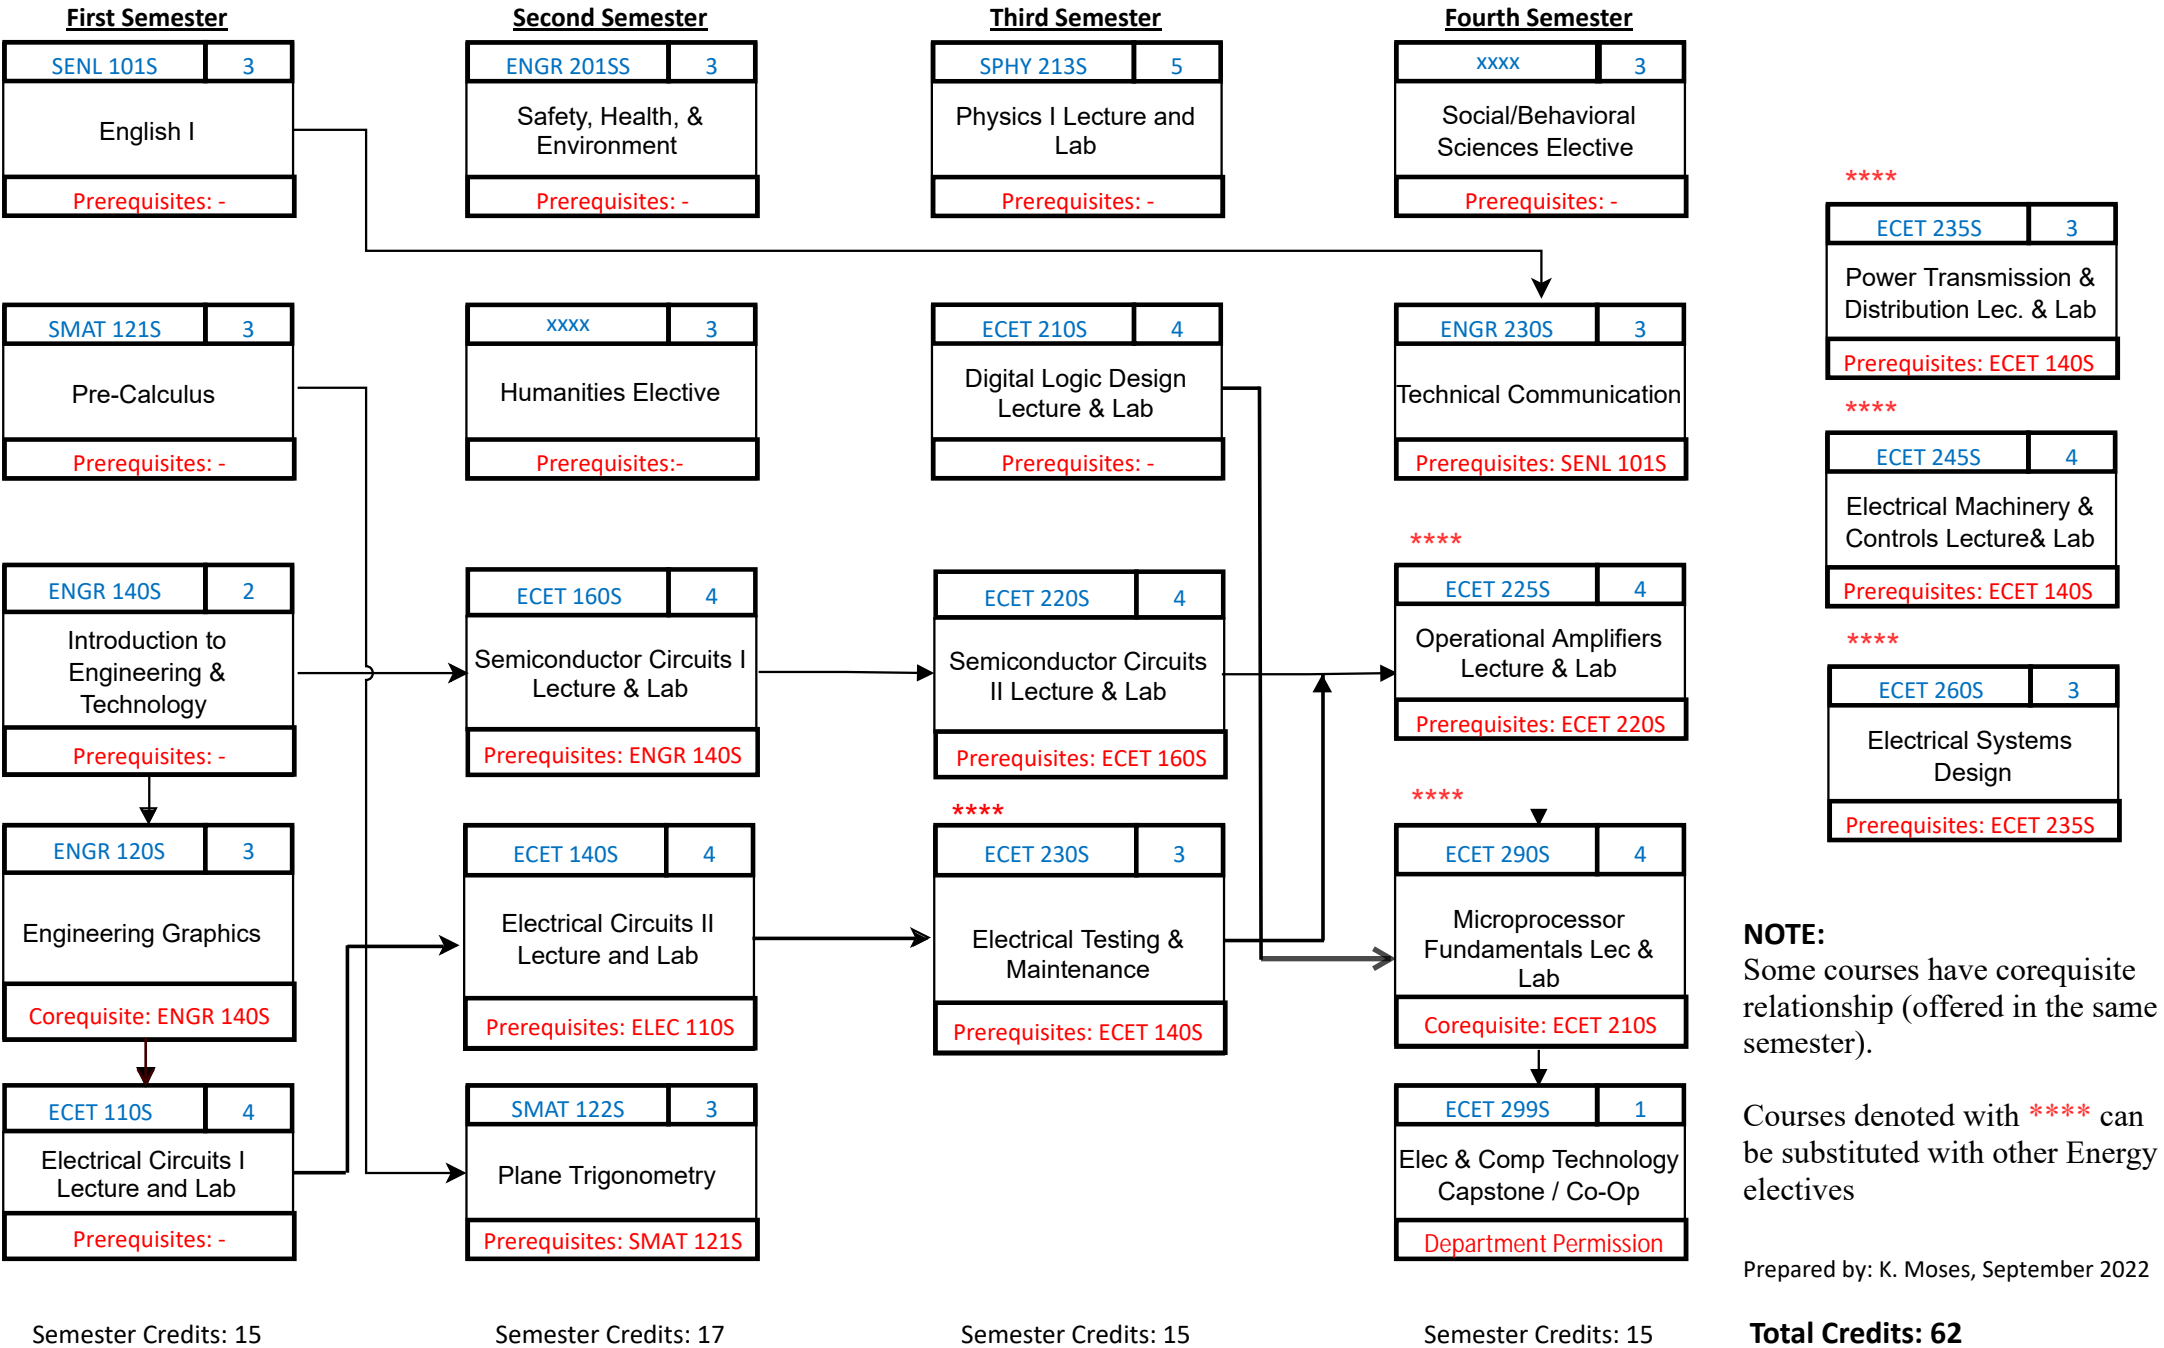 First Semester
SENL 101S 3
English I
Prerequisites: -
SMAT 121S 3
Pre-Calculus
Prerequisites: -
ENGR 140S 2
Introduction to
Engineering &
Technology
Prerequisites: -
ENGR 120S 3
Engineering Graphics
Corequisite: ENGR 140S
ECET 110S 4
Electrical Circuits I
Lecture and Lab
Prerequisites: -
Semester Credits: 15
Second Semester
ENGR 201SS 3
Safety, Health, &
Environment
Prerequisites: -
xxxx 3
Humanities Elective
Prerequisites:-
ECET 160S 4
Semiconductor Circuits I
Lecture & Lab
Prerequisites: ENGR 140S
ECET 140S 4
Electrical Circuits II
Lecture and Lab
Prerequisites: ELEC 110S
SMAT 122S 3
Plane Trigonometry
Prerequisites: SMAT 121S
Semester Credits: 17
Third Semester
SPHY 213S 5
Physics I Lecture and
Lab
Prerequisites: -
ECET 210S 4
Digital Logic Design
Lecture & Lab
Prerequisites: -
ECET 220S 4
Semiconductor Circuits
II Lecture & Lab
Prerequisites: ECET 160S
****
ECET 230S 3
Electrical Testing &
Maintenance
Prerequisites: ECET 140S
Semester Credits: 15
Fourth Semester
xxxx 3
Social/Behavioral
Sciences Elective
Prerequisites: -
ENGR 230S 3
Technical Communication
Prerequisites: SENL 101S
****
ECET 225S 4
Operational Amplifiers
Lecture & Lab
Prerequisites: ECET 220S
****
ECET 290S 4
Microprocessor
Fundamentals Lec &
Lab
Corequisite: ECET 210S
ECET 299S 1
Elec & Comp Technology
Capstone / Co-Op
Department Permission
Semester Credits: 15
****
ECET 235S 3
Power Transmission &
Distribution Lec. & Lab
Prerequisites: ECET 140S
****
ECET 245S 4
Electrical Machinery &
Controls Lecture& Lab
Prerequisites: ECET 140S
****
ECET 260S 3
Electrical Systems
Design
Prerequisites: ECET 235S
NOTE:
Some courses have corequisite
relationship (offered in the same
semester).
Courses denoted with **** can
be substituted with other Energy
electives
Prepared by: K. Moses, September 2022
Total Credits: 62